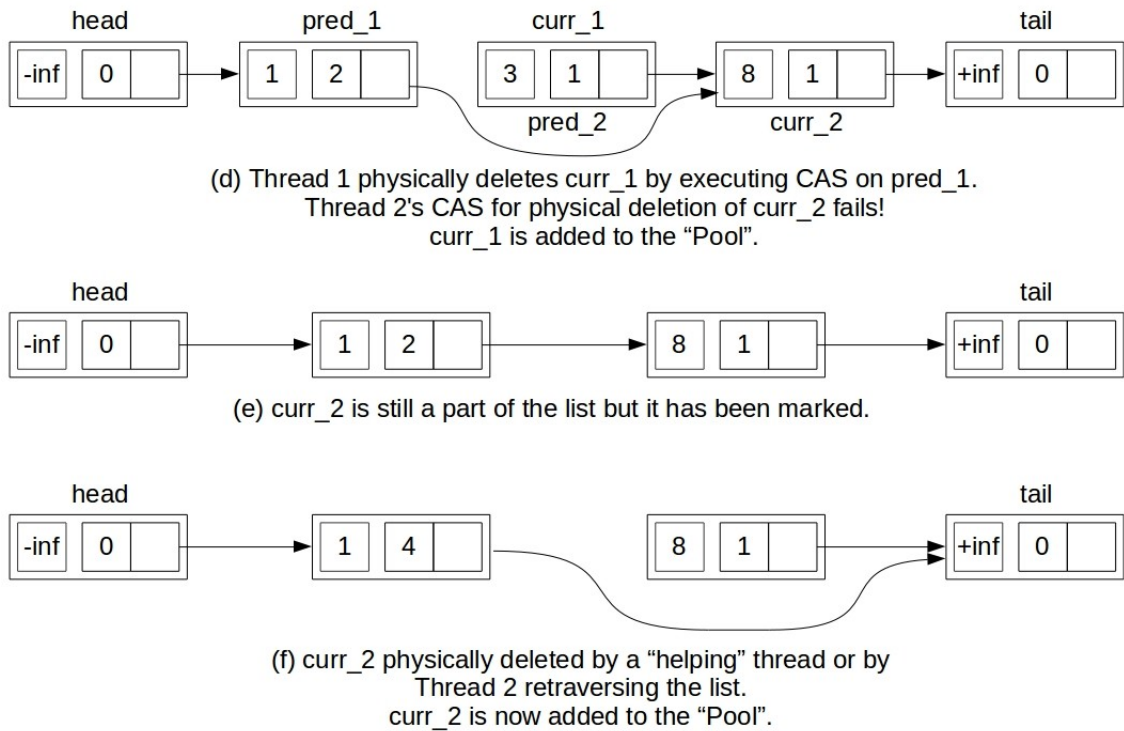 head pred_1 curr_1 tail
-inf 0 1 2 3 1 8 1 +inf 0
pred_2 curr_2
(d) Thread 1 physically deletes curr_1 by executing CAS on pred_1.
Thread 2's CAS for physical deletion of curr_2 fails!
curr_1 is added to the “Pool”.
head tail
-inf 0 1 2 8 1 +inf 0
(e) curr_2 is still a part of the list but it has been marked.
head tail
-inf 0 1 4 8 1 +inf 0
(f) curr_2 physically deleted by a “helping” thread or by
Thread 2 retraversing the list.
curr_2 is now added to the “Pool”.